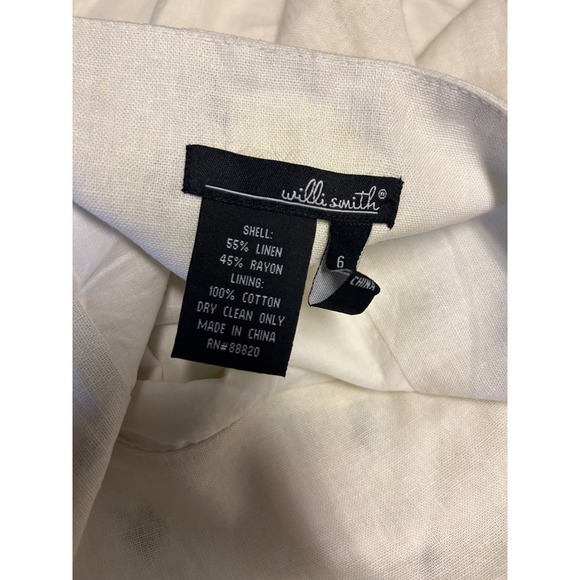 willi smith®
SHELL:
55% LINEN
45% RAYON
LINING:
100% COTTON
DRY CLEAN ONLY
MADE IN CHINA
RN#88820
6
CHINA